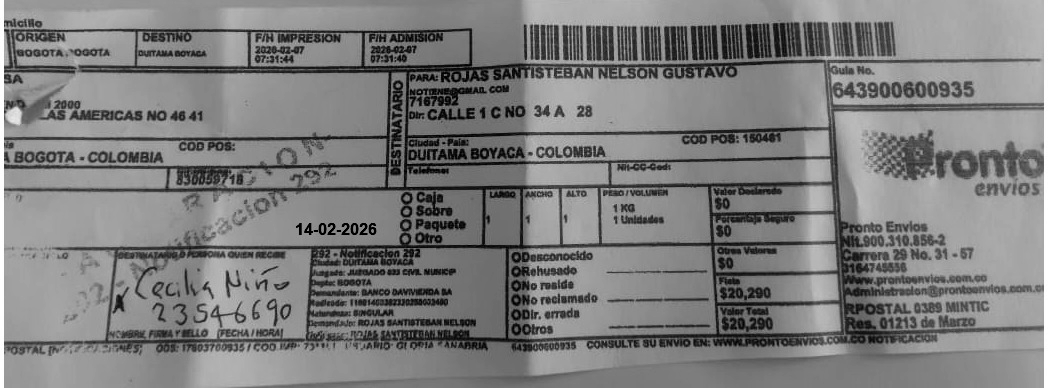 micilio
ORIGEN
BOGOTA BOGOTA
DESTINO
DUITAMA BOYACA
F/H IMPRESION
2026-02-07
07:31:44
F/H ADMISION
2026-02-07
07:31:40
SA
2000
LAS AMERICAS NO 46 41
COD POS:
A BOGOTA - COLOMBIA
830059718
DESTINATARIO
PARA: ROJAS SANTISTEBAN NELSON GUSTAVO
NOTIENE@GMAIL.COM
7167992
Dir: CALLE 1 C NO 34 A 28
Ciudad - Pais:
COD POS: 150461
DUITAMA BOYACA - COLOMBIA
Telefono:
Nit-CC-Cod:
Guia No.
643900600935
Pronto
envios
Pronto Envios
Nit.900.310.856-2
Carrera 29 No. 31 - 57
3164745556
Www.prontoenvios.com.co
Administracion@prontoenvios.com.co
RPOSTAL 0389 MINTIC
Res. 01213 de Marzo
Notificacion 292
14-02-2026
Caja
Sobre
Paquete
Otro
LARGO
1
ANCHO
1
ALTO
1
PESO / VOLUMEN
1 KG
1 Unidades
Valor Declarado
$0
Porcentaje Seguro
$0
Otros Valores
$0
Flete
$20,290
Valor Total
$20,290
DESTINATARIO O PERSONA QUIEN RECIBE
Cecilia Niño
23546690
NOMBRE, FIRMA Y SELLO [FECHA / HORA]
292 - Notificacion 292
Ciudad: DUITAMA BOYACA
Juzgado: JUZGADO 033 CIVIL MUNICIP
Depto: BOGOTA
Demandante: BANCO DAVIVIENDA SA
Naturaleza: SINGULAR
Demandado: ROJAS SANTISTEBAN NELSON
ROJAS SANTISTEBAN NELSON
Desconocido
Rehusado
No reside
No reclamado
Dir. errada
Otros
POSTAL [NOTIFICACIONES]
ODS: 17803700935 /
USUARIO: GLORIA SANABRIA
643900600935 CONSULTE SU ENVIO EN: WWW.PRONTOENVIOS.COM.CO NOTIFICACION